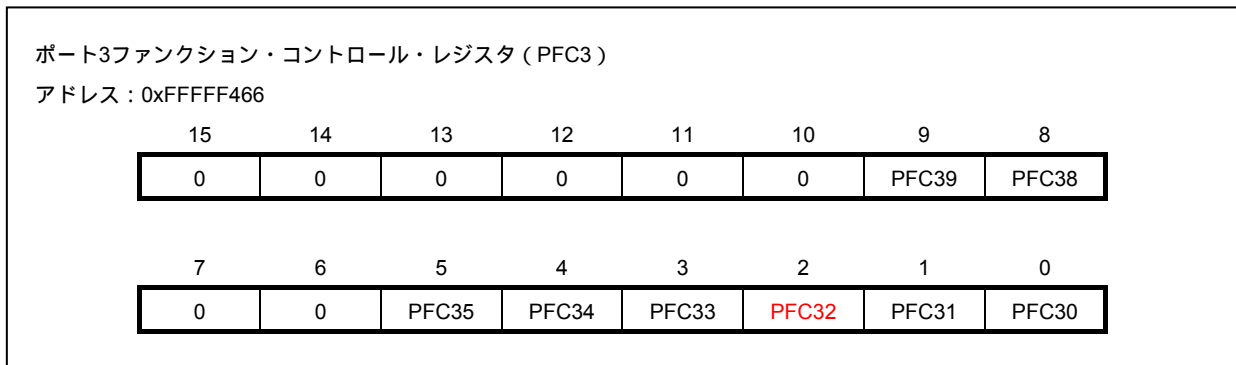 ポート3ファンクション・コントロール・レジスタ（PFC3）
アドレス：0xFFFFF466
15 14 13 12 11 10 9 8
0 0 0 0 0 0 PFC39 PFC38
7 6 5 4 3 2 1 0
0 0 PFC35 PFC34 PFC33 PFC32 PFC31 PFC30